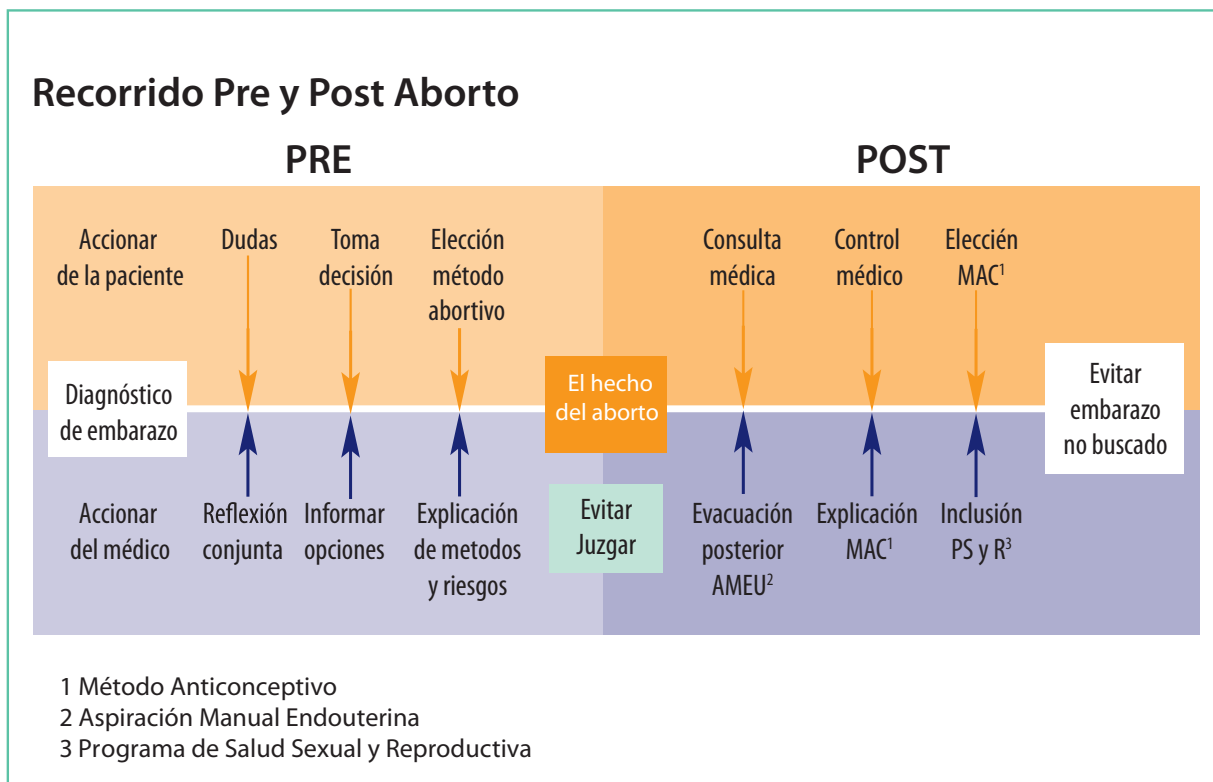 Recorrido Pre y Post Aborto
PRE
POST
Accionar
de la paciente
Dudas
Toma
decisión
Elección
método
abortivo
Consulta
médica
Control
médico
Eleccién
MAC1
Diagnóstico
de embarazo
El hecho
del aborto
Evitar
embarazo
no buscado
Accionar
del médico
Reflexión
conjunta
Informar
opciones
Explicación
de metodos
y riesgos
Evitar
Juzgar
Evacuación
posterior
AMEU2
Explicación
MAC1
Inclusión
PS y R3
1 Método Anticonceptivo
2 Aspiración Manual Endouterina
3 Programa de Salud Sexual y Reproductiva